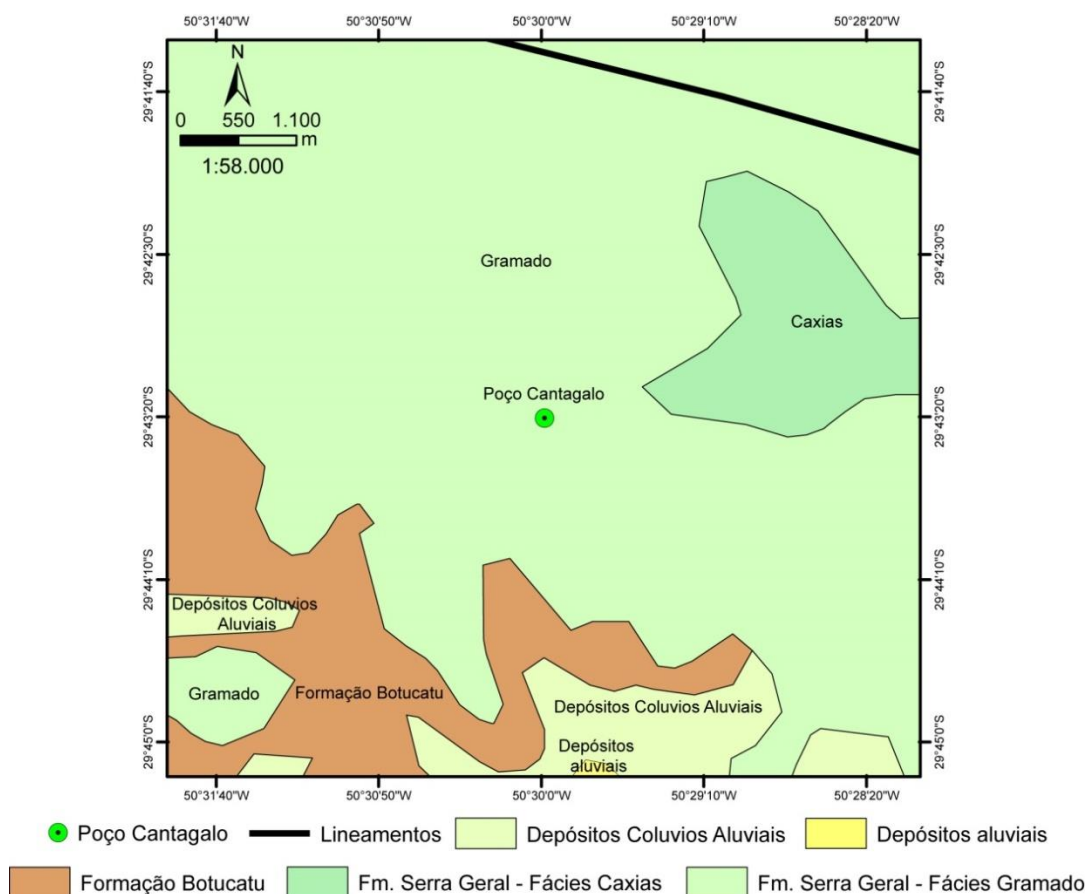 50°31'40"W 50°30'50"W 50°30'0"W 50°29'10"W 50°28'20"W
N
0 550 1.100
m
1:58.000
29°41'40"S 29°41'40"S
29°42'30"S 29°42'30"S
Gramado
Caxias
Poço Cantagalo
29°43'20"S 29°43'20"S
29°44'10"S 29°44'10"S
Depósitos Coluvios
Aluviais
Gramado
Formação Botucatu
Depósitos Coluvios Aluviais
Depósitos
aluviais
29°45'0"S 29°45'0"S
50°31'40"W 50°30'50"W 50°30'0"W 50°29'10"W 50°28'20"W
Poço Cantagalo Lineamentos Depósitos Coluvios Aluviais Depósitos aluviais
Formação Botucatu Fm. Serra Geral - Fácies Caxias Fm. Serra Geral - Fácies Gramado